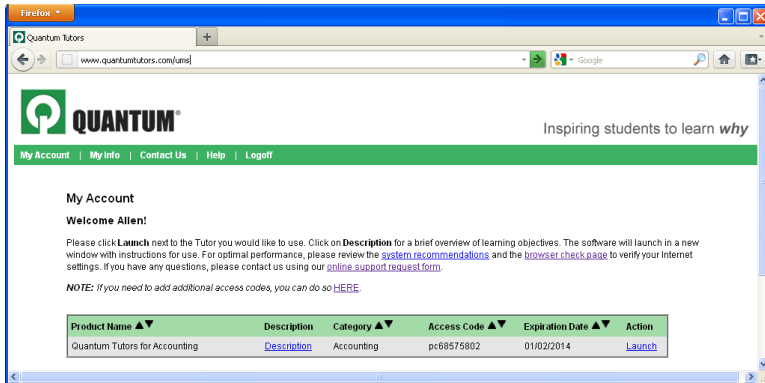 Firefox
Quantum Tutors
www.quantumtutors.com/ums
Google
QUANTUM®
Inspiring students to learn why
My Account | My Info | Contact Us | Help | Logoff
My Account
Welcome Allen!
Please click Launch next to the Tutor you would like to use. Click on Description for a brief overview of learning objectives. The software will launch in a new
window with instructions for use. For optimal performance, please review the system recommendations and the browser check page to verify your Internet
settings. If you have any questions, please contact us using our online support request form.
NOTE: If you need to add additional access codes, you can do so HERE.
Product Name ▲▼ Description Category ▲▼ Access Code ▲▼ Expiration Date ▲▼ Action
Quantum Tutors for Accounting Description Accounting pc68575802 01/02/2014 Launch